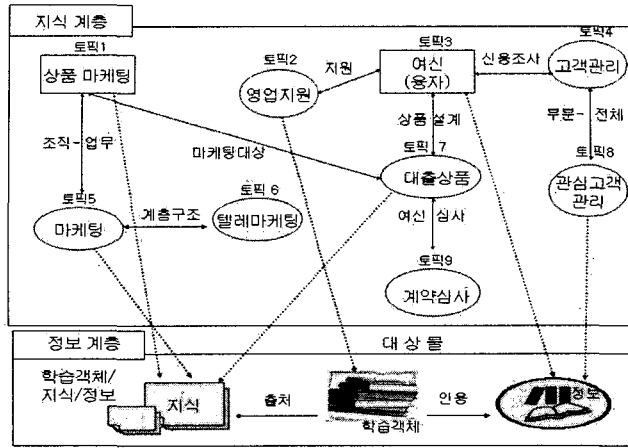 지식 계층
토픽1
상품 마케팅
토픽2
영업지원
지원
토픽3
여신
(융자)
신용조사
토픽4
고객관리
조직-업무
마케팅대상
상품 설계
토픽 7
대출상품
부문- 전체
토픽8
관심고객
관리
토픽5
마케팅
계층구조
토픽 6
텔레마케팅
여신 심사
토픽9
계약심사
정보 계층
대 상 물
학습객체/
지식/정보
지식
출처
학습객체
인용
정보